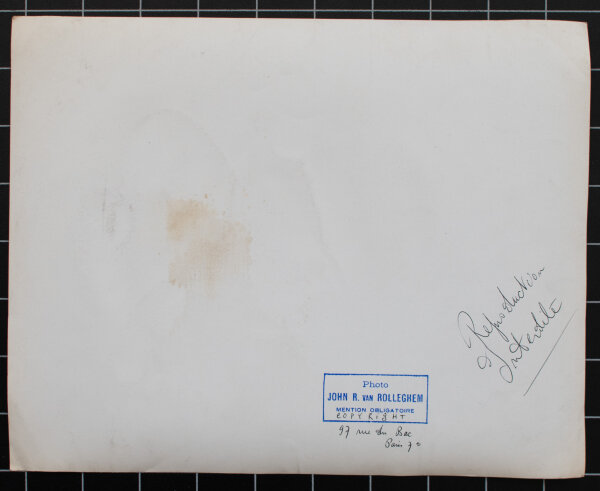 Reproduction
Interdite
Photo
JOHN R. VAN ROLLEGHEM
MENTION OBLIGATOIRE
COPYRIGHT
97 rue du Bac
Paris 7e